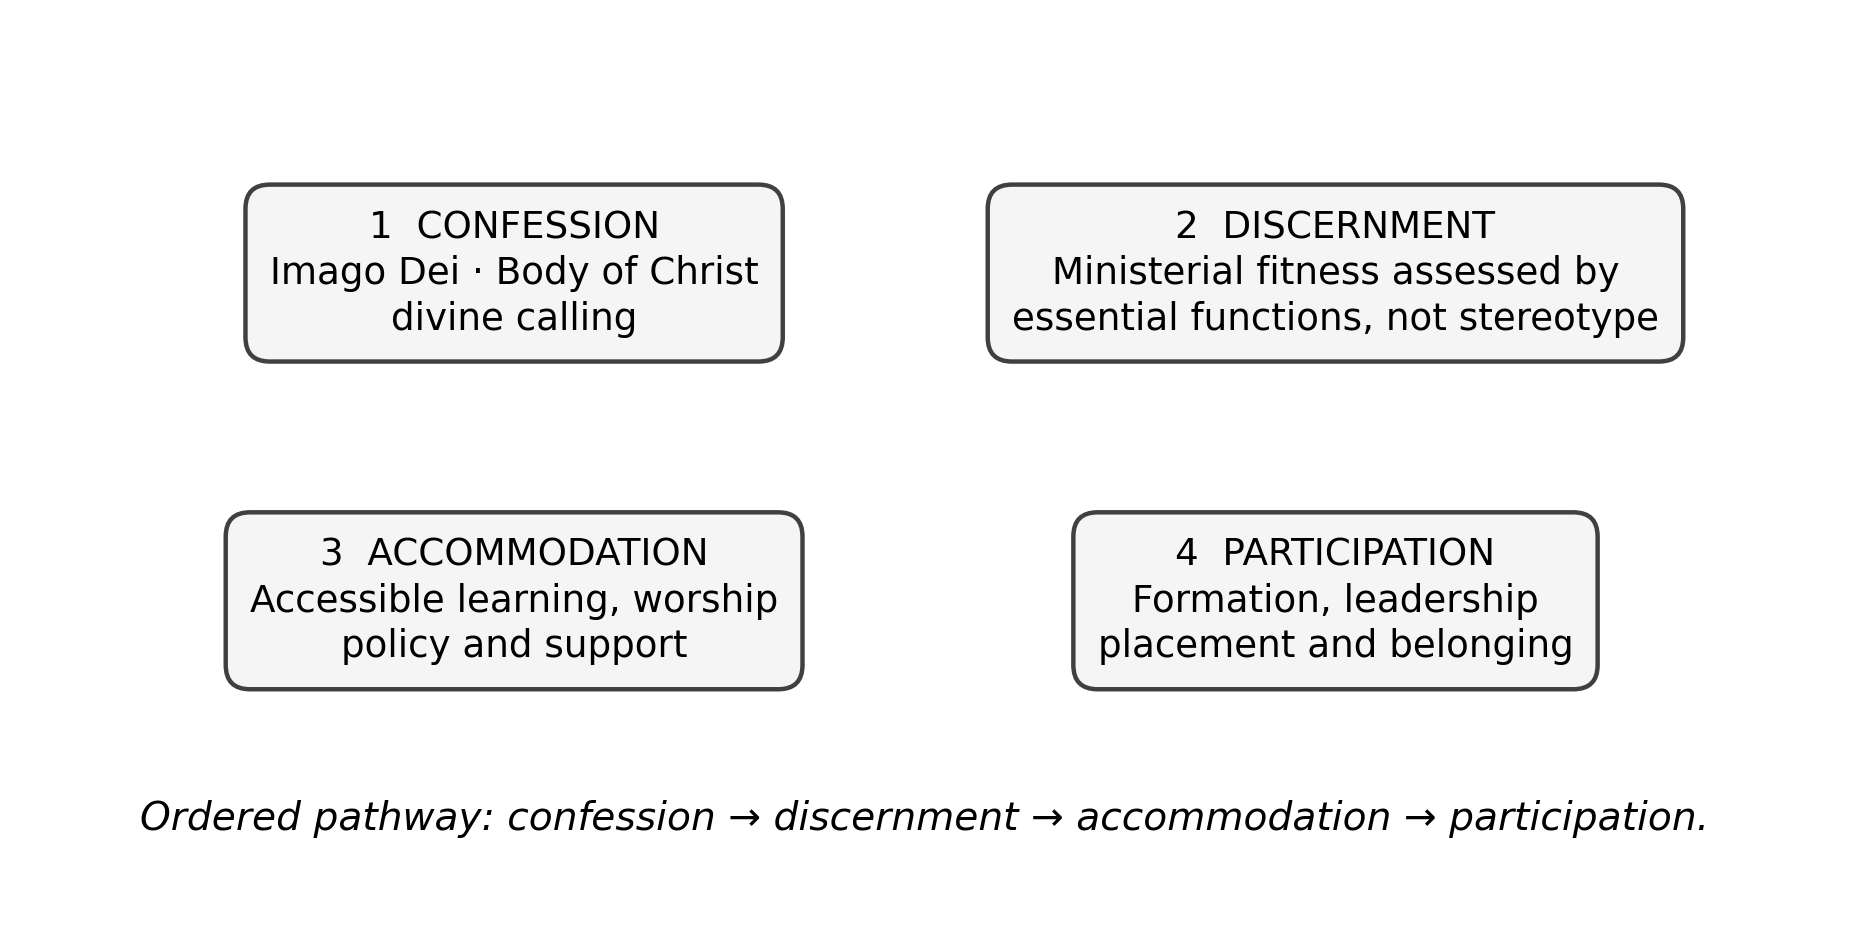 1  CONFESSION
Imago Dei · Body of Christ
divine calling
2  DISCERNMENT
Ministerial fitness assessed by
essential functions, not stereotype
3  ACCOMMODATION
Accessible learning, worship
policy and support
4  PARTICIPATION
Formation, leadership
placement and belonging
Ordered pathway: confession → discernment → accommodation → participation.